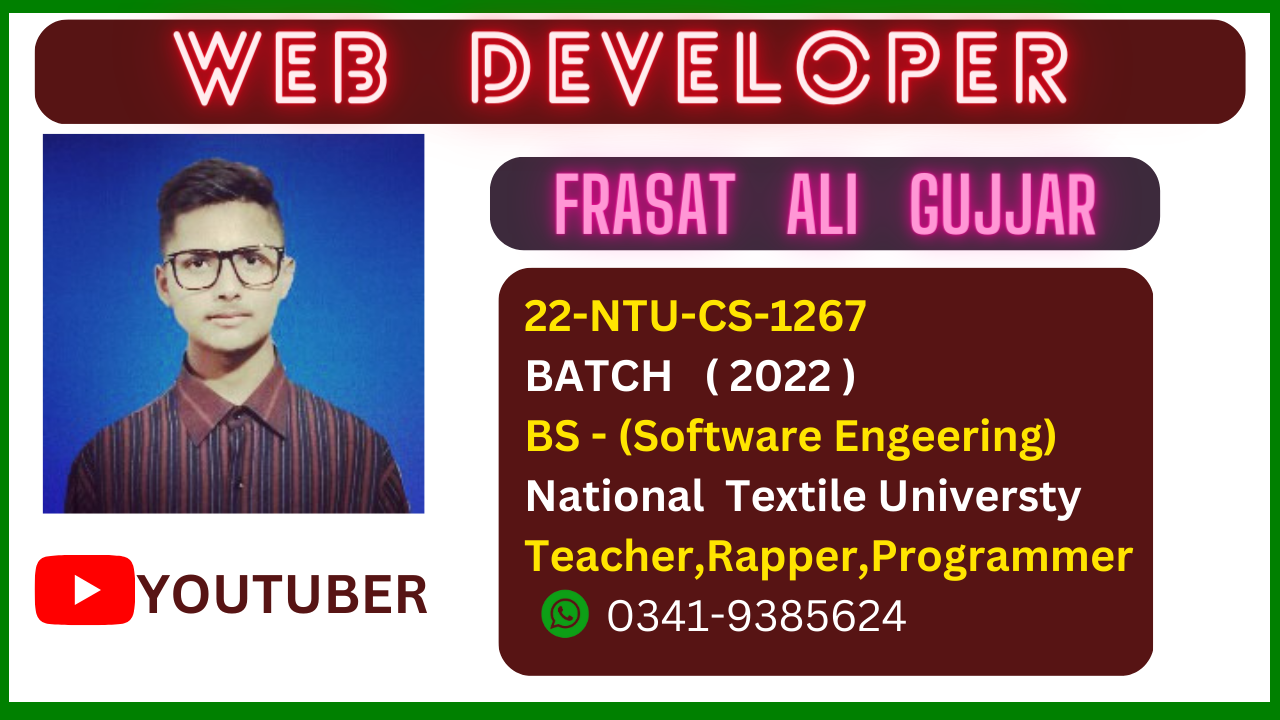 WEB DEVELOPER
FRASAT ALI GUJJAR
22-NTU-CS-1267
BATCH ( 2022 )
BS - (Software Engeering)
National Textile Universty
Teacher,Rapper,Programmer
0341-9385624
YOUTUBER